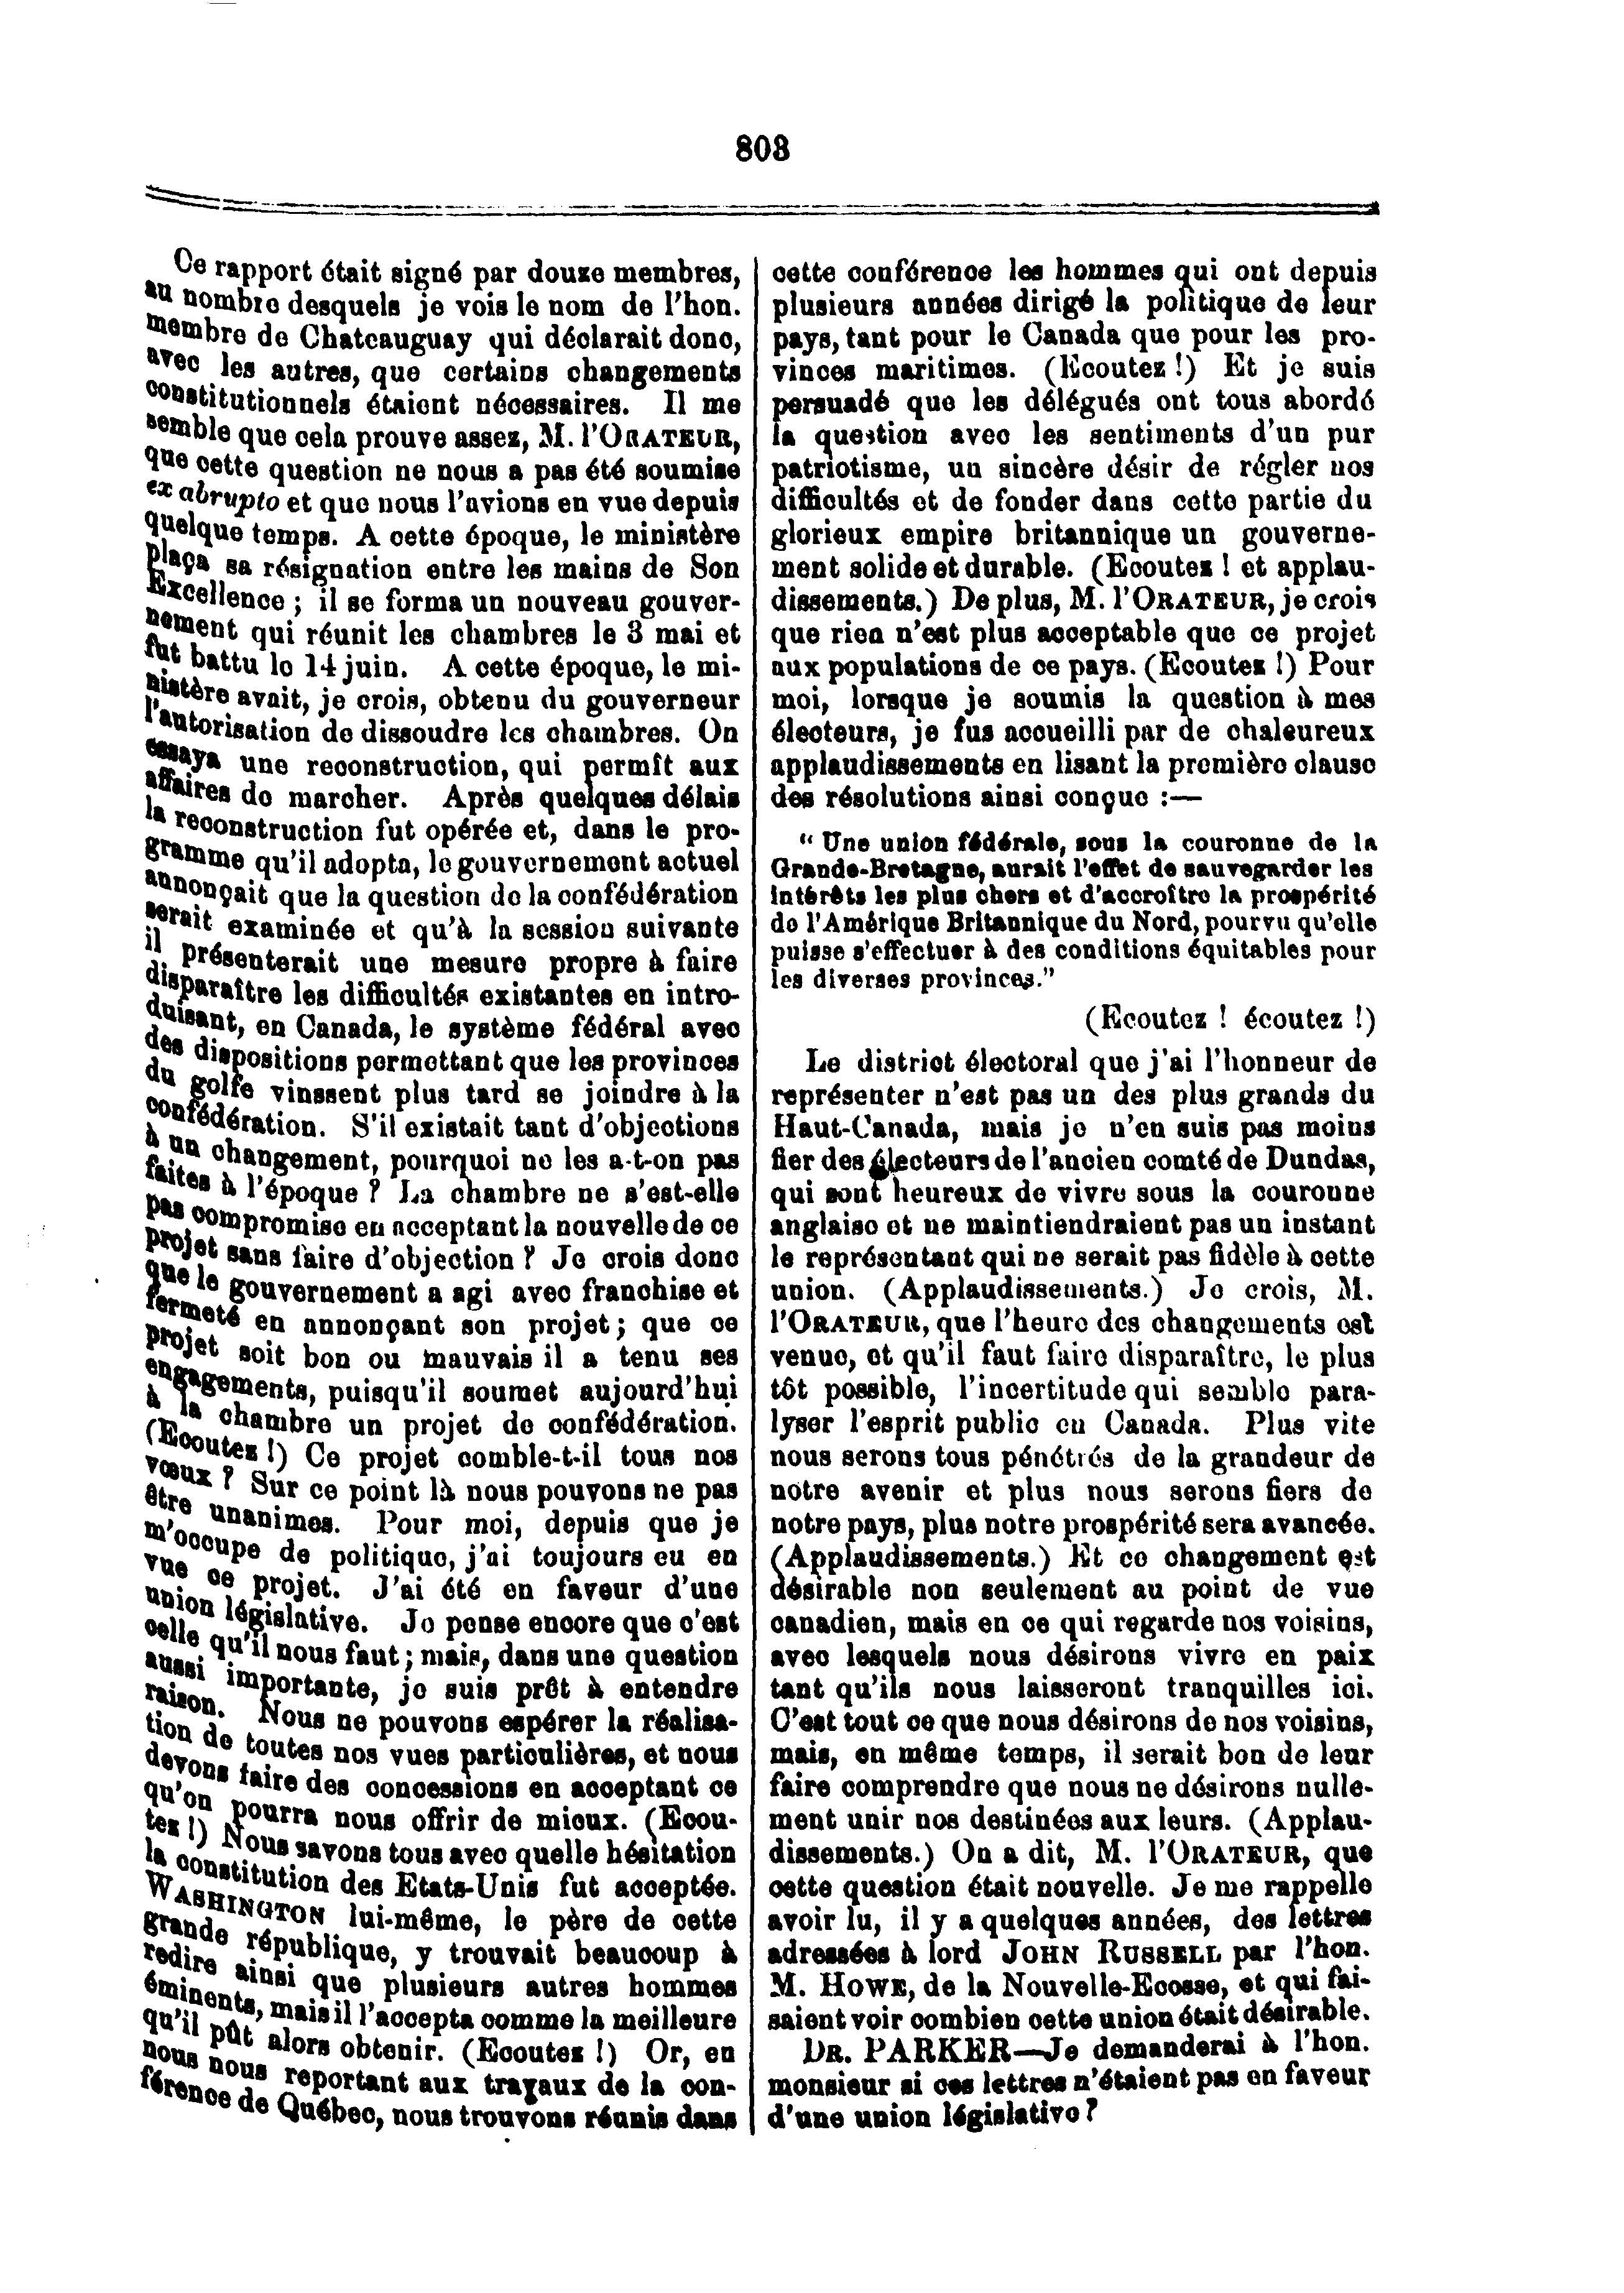 803
Ce rapport était signé par douze membres,
au nombre desquels je vois le nom de l'hon.
membre de Chateauguay qui déclarait donc,
avec les autres, que certains changements
constitutionnels étaient nécessaires. Il me
semble que cela prouve assez, M. l'ORATEUR,
que cette question ne nous a pas été soumise
ex abrupto et que nous l'avions en vue depuis
quelque temps. A cette époque, le ministère
plaça sa résignation entre les mains de Son
Excellence ; il se forma un nouveau gouver-
nement qui réunit les chambres le 3 mai et
fut battu le 14 juin. A cette époque, le mi-
nistère avait, je crois, obtenu du gouverneur
l'autorisation de dissoudre les chambres. On
essaya une reconstruction, qui permît aux
affaires de marcher. Après quelques délais
la reconstruction fut opérée et, dans le pro-
gramme qu'il adopta, le gouvernement actuel
annonçait que la question de la confédération
serait examinée et qu'à la session suivante
il présenterait une mesure propre à faire
disparaître les difficultés existantes en intro-
duisant, en Canada, le système fédéral avec
des dispositions permettant que les provinces
du golfe vinssent plus tard se joindre à la
confédération. S'il existait tant d'objections
à un changement, pourquoi ne les a-t-on pas
faites à l'époque ? La chambre ne s'est-elle
pas compromise en acceptant la nouvelle de ce
projet sans faire d'objection ? Je crois donc
que le gouvernement a agi avec franchise et
fermeté en annonçant son projet ; que ce
projet soit bon ou mauvais il a tenu ses
engagements, puisqu'il soumet aujourd'hui
à la chambre un projet de confédération.
(Ecoutez !) Ce projet comble-t-il tous nos
vœux ? Sur ce point là nous pouvons ne pas
être unanimes. Pour moi, depuis que je
m'occupe de politique, j'ai toujours eu en
vue ce projet. J'ai été en faveur d'une
union législative. Je pense encore que c'est
celle qu'il nous faut ; mais, dans une question
aussi importante, je suis prêt à entendre
raison. Nous ne pouvons espérer la réalisa-
tion de toutes nos vues particulières, et nous
devons faire des concessions en acceptant ce
qu'on pourra nous offrir de mieux. (Ecou-
tez !) Nous savons tous avec quelle hésitation
la constitution des Etats-Unis fut acceptée.
WASHINGTON lui-même, le père de cette
grande république, y trouvait beaucoup à
redire ainsi que plusieurs autres hommes
éminents, mais il l'accepta comme la meilleure
qu'il pût alors obtenir. (Ecoutez !) Or, en
nous nous reportant aux travaux de la con-
férence de Québec, nous trouvons réunis dans
cette conférence les hommes qui ont depuis
plusieurs années dirigé la politique de leur
pays, tant pour le Canada que pour les pro-
vinces maritimes. (Ecoutez !) Et je suis
persuadé que les délégués ont tous abordé
la question avec les sentiments d'un pur
patriotisme, un sincère désir de régler nos
difficultés et de fonder dans cette partie du
glorieux empire britannique un gouverne-
ment solide et durable. (Ecoutez ! et applau-
dissements.) De plus, M. l'ORATEUR, je crois
que rien n'est plus acceptable que ce projet
aux populations de ce pays. (Ecoutez !) Pour
moi, lorsque je soumis la question à mes
électeurs, je fus accueilli par de chaleureux
applaudissements en lisant la première clause
des résolutions ainsi conçue :—
" Une union fédérale, sous la couronne de la
Grande-Bretagne, aurait l'effet de sauvegarder les
intérêts les plus chers et d'accroître la prospérité
de l'Amérique Britannique du Nord, pourvu qu'elle
puisse s'effectuer à des conditions équitables pour
les diverses provinces."
(Ecoutez ! écoutez !)
Le district électoral que j'ai l'honneur de
représenter n'est pas un des plus grands du
Haut-Canada, mais je n'en suis pas moins
fier des électeurs de l'ancien comté de Dundas,
qui sont heureux de vivre sous la couronne
anglaise et ne maintiendraient pas un instant
le représentant qui ne serait pas fidèle à cette
union. (Applaudissements.) Je crois, M.
l'ORATEUR, que l'heure des changements est
venue, et qu'il faut faire disparaître, le plus
tôt possible, l'incertitude qui semble para-
lyser l'esprit public en Canada. Plus vite
nous serons tous pénétrés de la grandeur de
notre avenir et plus nous serons fiers de
notre pays, plus notre prospérité sera avancée.
(Applaudissements.) Et ce changement est
désirable non seulement au point de vue
canadien, mais en ce qui regarde nos voisins,
avec lesquels nous désirons vivre en paix
tant qu'ils nous laisseront tranquilles ici.
C'est tout ce que nous désirons de nos voisins,
mais, en même temps, il serait bon de leur
faire comprendre que nous ne désirons nulle-
ment unir nos destinées aux leurs. (Applau-
dissements.) On a dit, M. l'ORATEUR, que
cette question était nouvelle. Je me rappelle
avoir lu, il y a quelques années, des lettres
adressées à lord JOHN RUSSELL par l'hon.
M. HOWE, de la Nouvelle-Ecosse, et qui fai-
saient voir combien cette union était désirable.
DR. PARKER—Je demanderai à l'hon.
monsieur si ces lettres n'étaient pas en faveur
d'une union législative ?